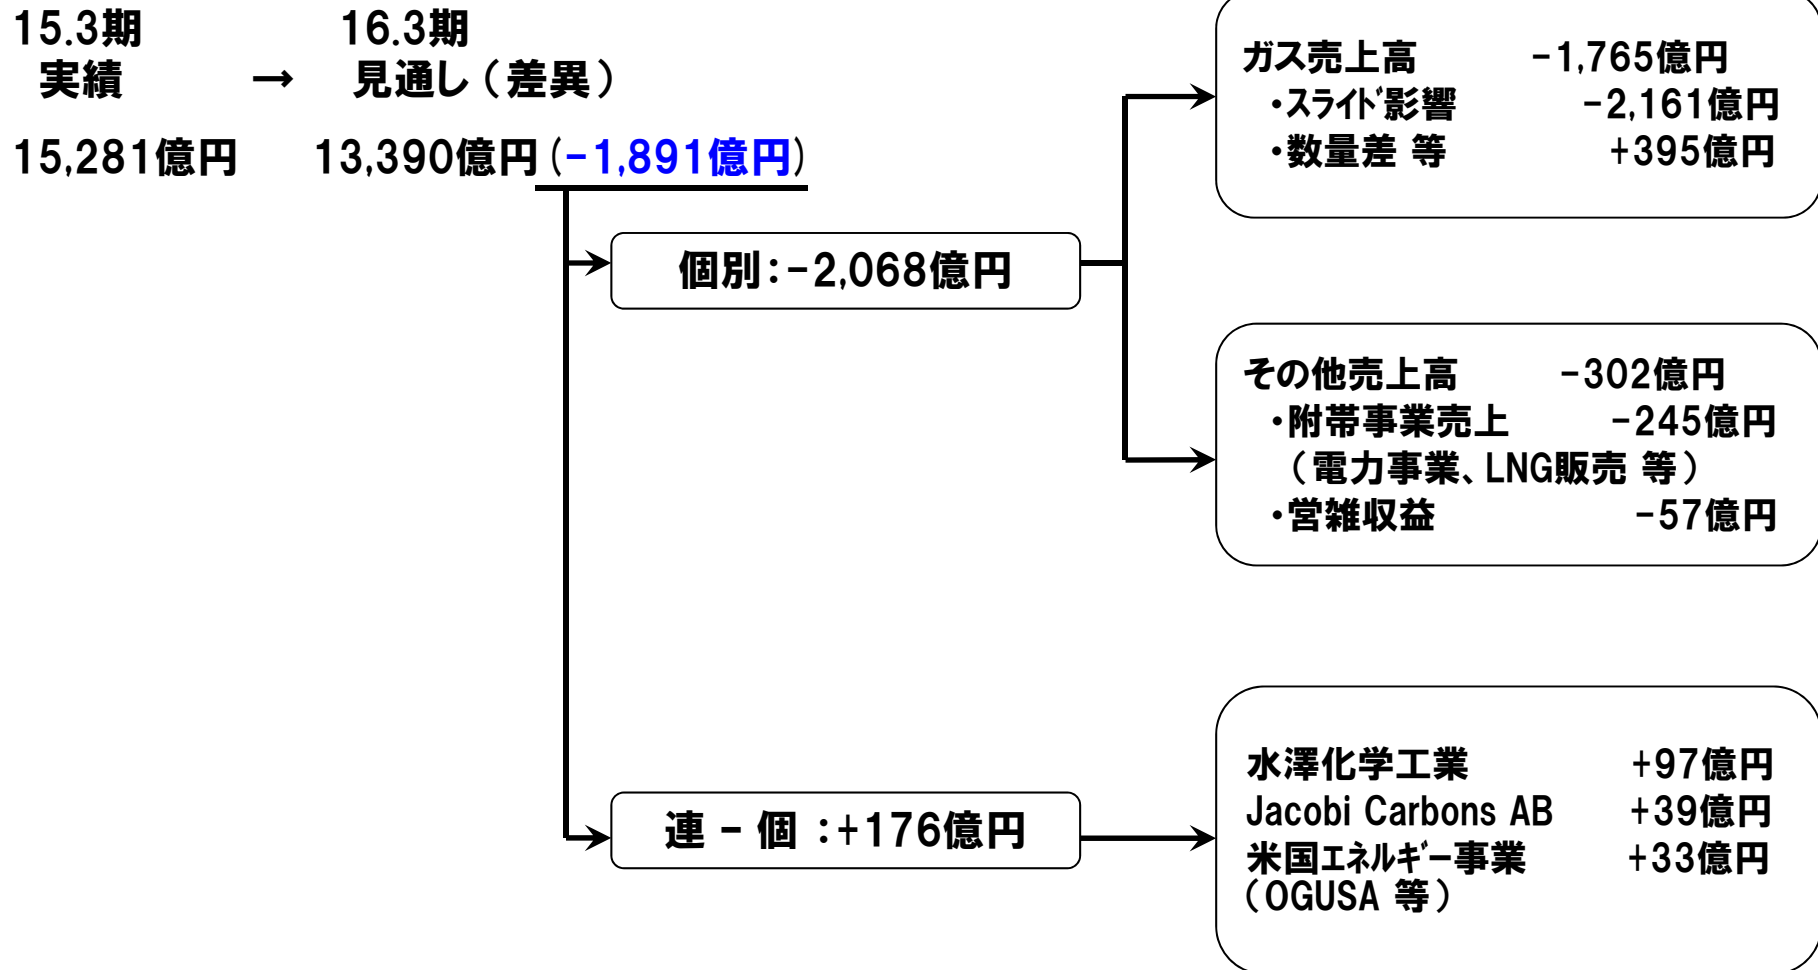 15.3期 16.3期
実績 → 見通し（差異）
15,281億円 13,390億円(-1,891億円)
個別：-2,068億円
ガス売上高 -1,765億円
・スライド影響 -2,161億円
・数量差 等 +395億円
その他売上高 -302億円
・附帯事業売上 -245億円
（電力事業、LNG販売 等）
・営雑収益 -57億円
連 - 個 ：+176億円
水澤化学工業 +97億円
Jacobi Carbons AB +39億円
米国エネルギー事業 +33億円
（OGUSA 等）